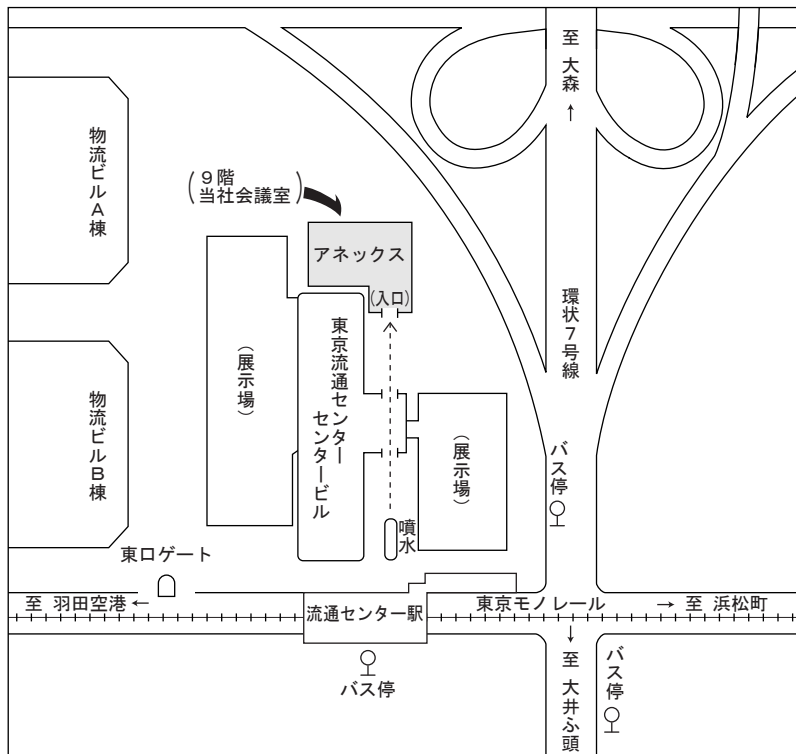 至 大森
↑
物流ビルA棟
（９階
当社会議室）
アネックス
（入口）
環状７号線
（展示場）
東京流通センター
センタービル
物流ビルB棟
（展示場）
バス停
噴水
東口ゲート
至 羽田空港 ←
流通センター駅
東京モノレール
→ 至 浜松町
バス停
↓
至 大井ふ頭
バス停